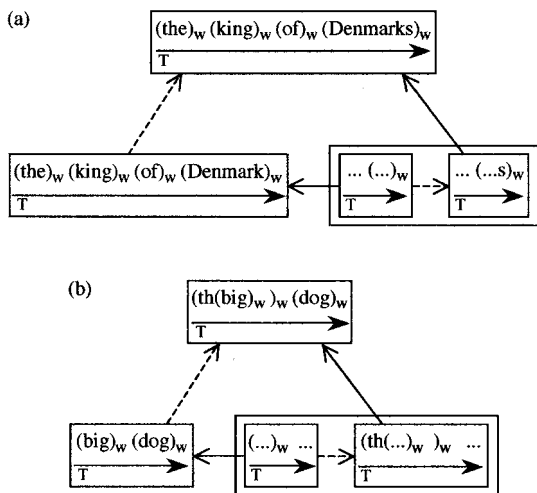 (a)
(the)w (king)w (of)w (Denmarks)w
T
(the)w (king)w (of)w (Denmark)w
T
... (...)w
T
... (...s)w
T
(b)
(th(big)w )w (dog)w
T
(big)w (dog)w
T
(...)w ...
T
(th(...)w )w ...
T